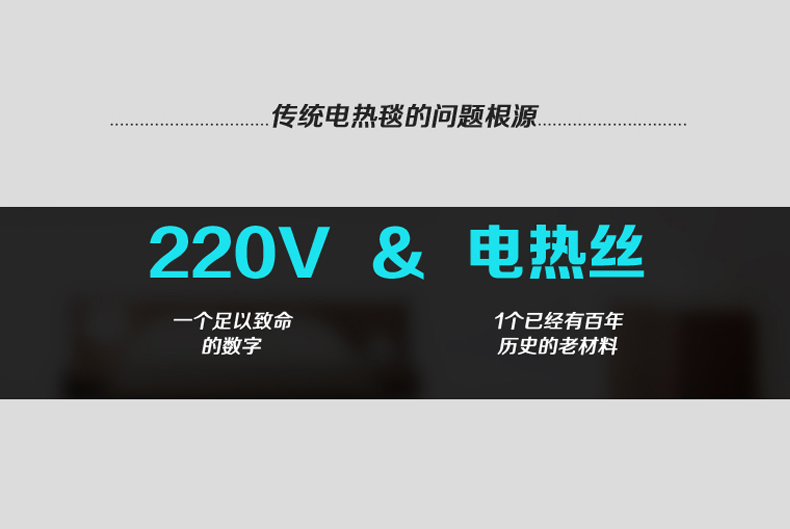 传统电热毯的问题根源
220V & 电热丝
一个足以致命
的数字
1个已经有百年
历史的老材料